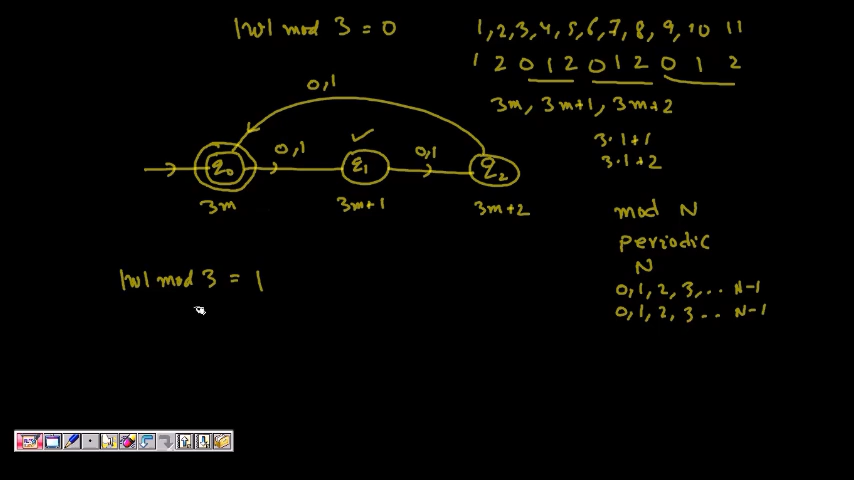 |w| mod 3 = 0
1, 2, 3, 4, 5, 6, 7, 8, 9, 10 11
1 2 0 1 2 0 1 2 0 1 2
3m, 3m+1, 3m+2
3·1+1
3·1+2
0,1
0,1
0,1
q0
q1
q2
3m
3m+1
3m+2
mod N
periodic
N
0, 1, 2, 3, .. N-1
0, 1, 2, 3 .. N-1
|w| mod 3 = 1